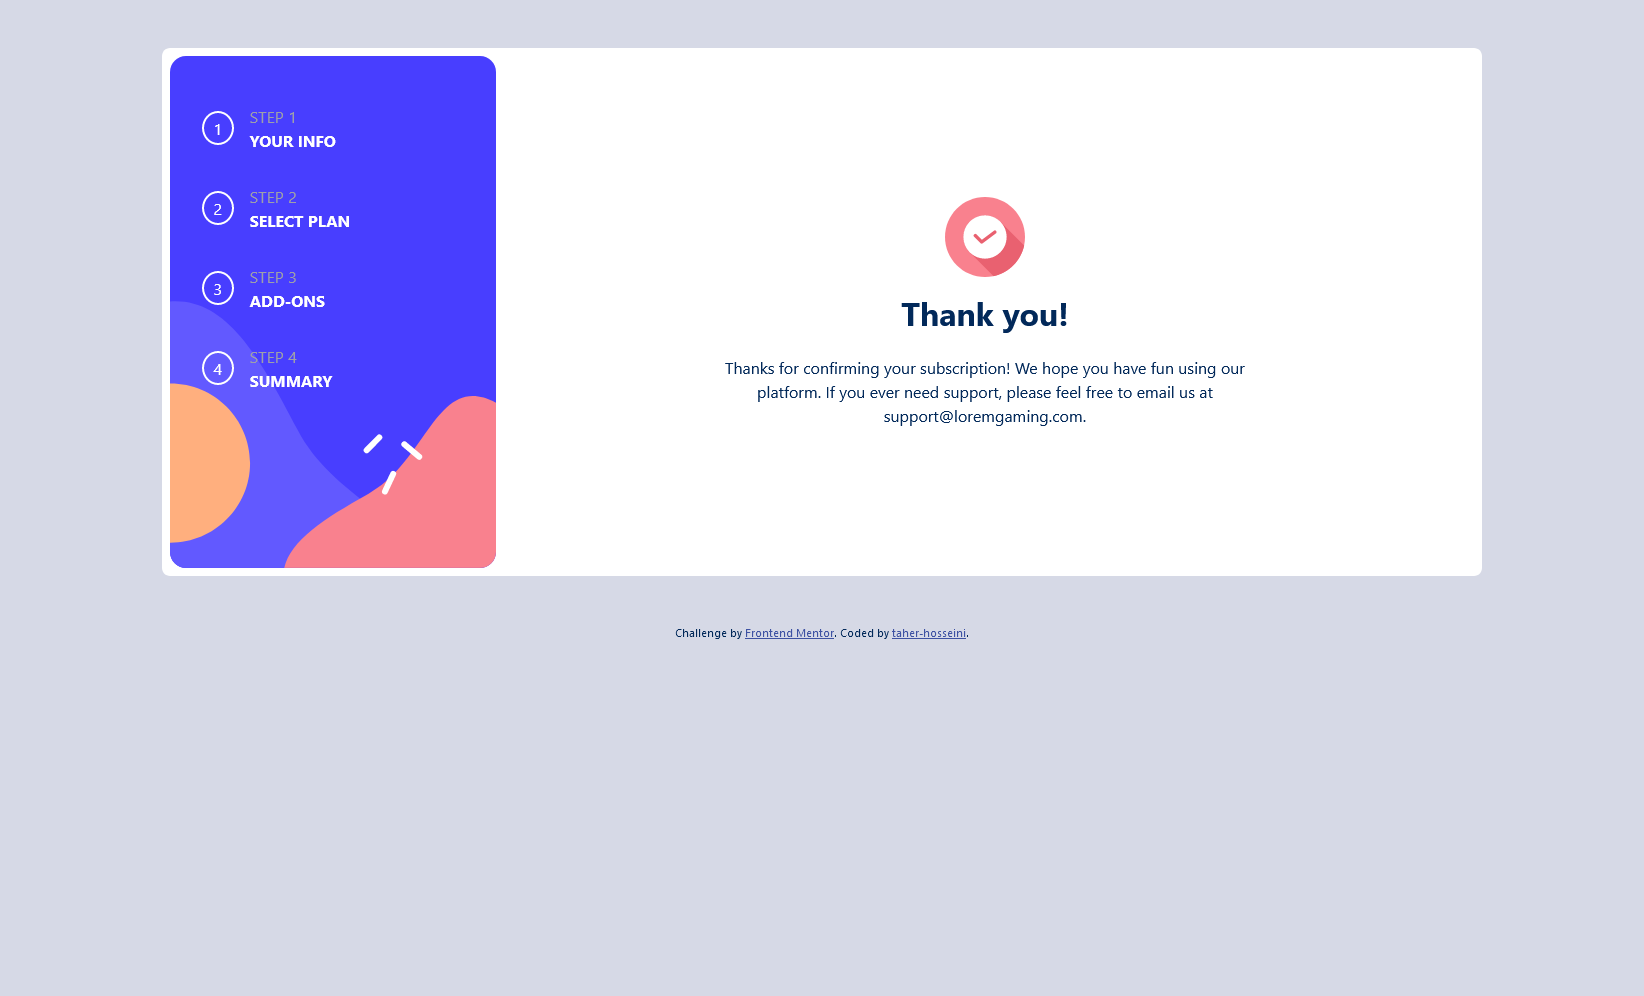 1
STEP 1
YOUR INFO
2
STEP 2
SELECT PLAN
3
STEP 3
ADD-ONS
4
STEP 4
SUMMARY
Thank you!
Thanks for confirming your subscription! We hope you have fun using our
platform. If you ever need support, please feel free to email us at
support@loremgaming.com.
Challenge by Frontend Mentor. Coded by taher-hosseini.